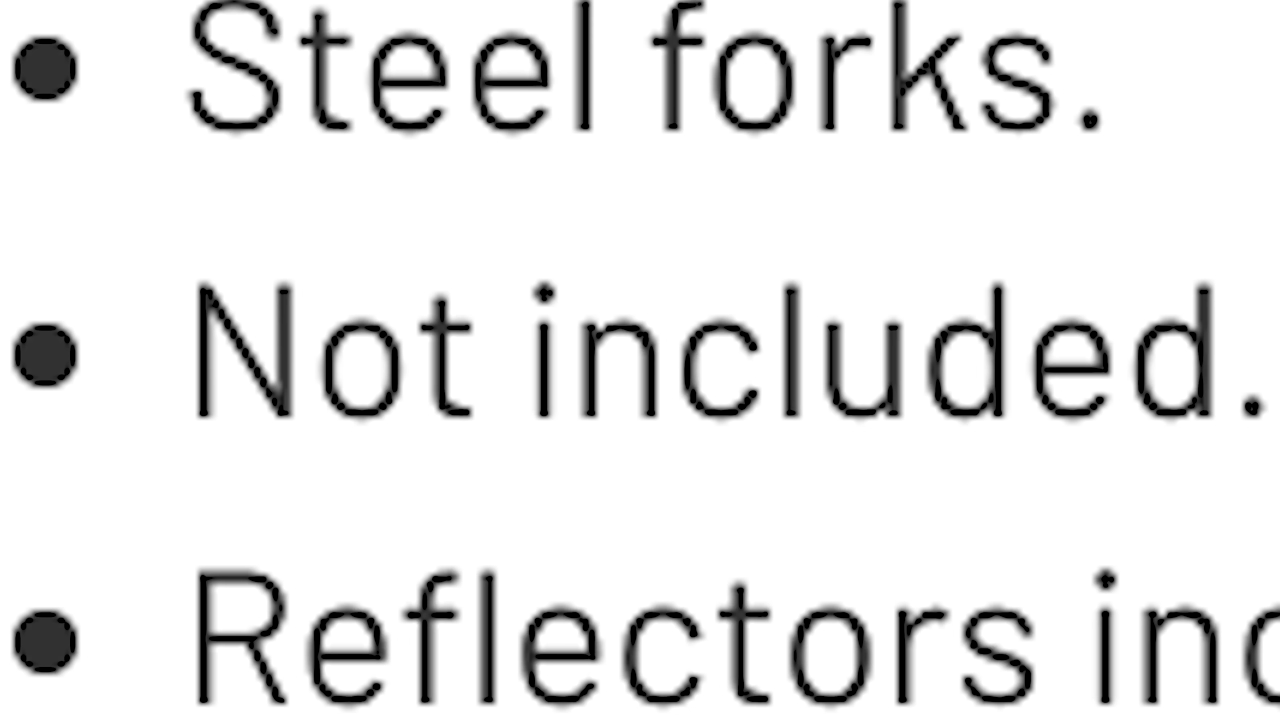 • Steel forks.
• Not included.
• Reflectors